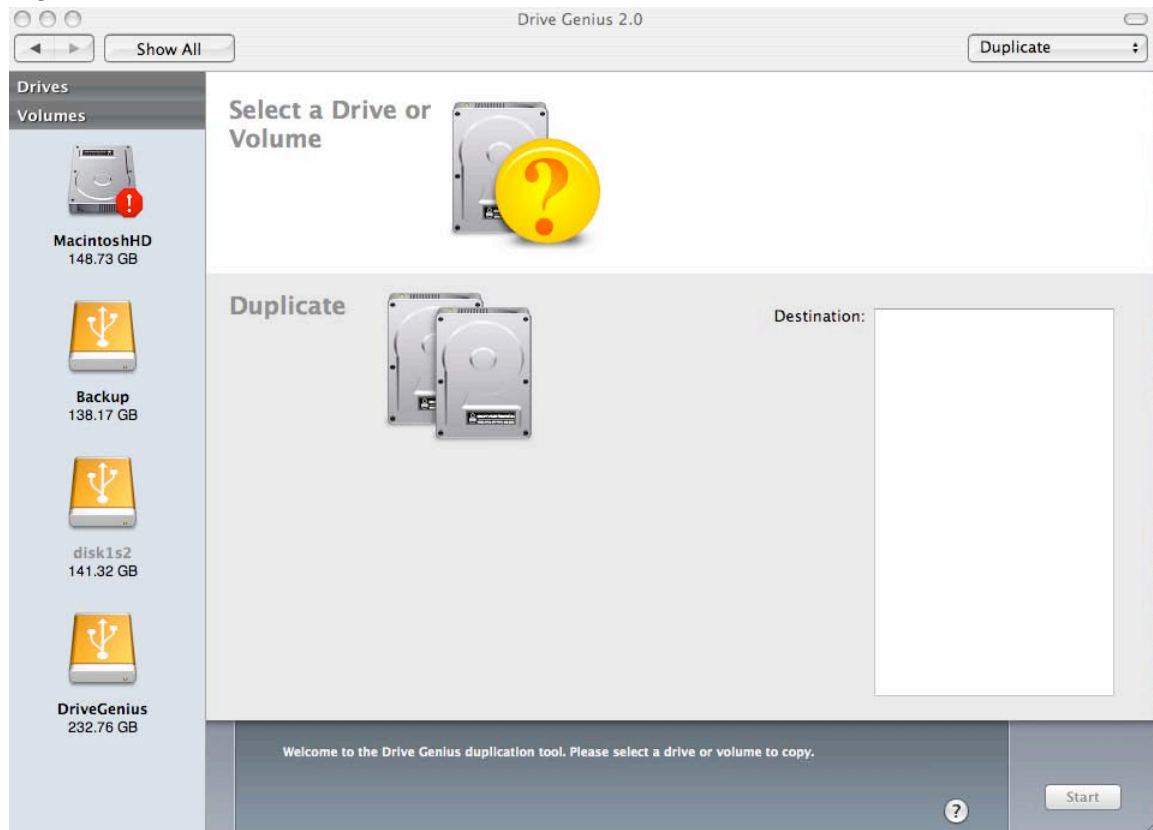 Drive Genius 2.0
Show All
Duplicate
Drives
Volumes
MacintoshHD
148.73 GB
Backup
138.17 GB
disk1s2
141.32 GB
DriveGenius
232.76 GB
Select a Drive or
Volume
?
Duplicate
Destination:
Welcome to the Drive Genius duplication tool. Please select a drive or volume to copy.
?
Start